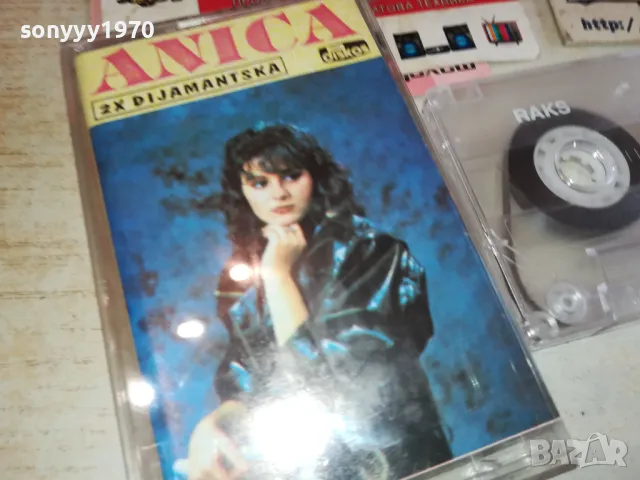 sonyyy1970
ANICA
diskos
2X DIJAMANTSKA
http:/
RAKS
BAZAR